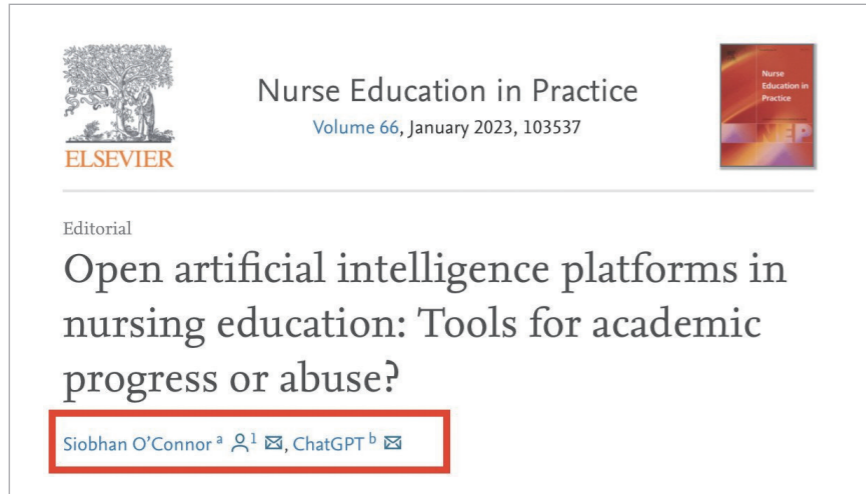 Nurse Education in Practice
Volume 66, January 2023, 103537
ELSEVIER
Nurse
Education in
Practice
NEP
Editorial
Open artificial intelligence platforms in
nursing education: Tools for academic
progress or abuse?
Siobhan O'Connor a 1, ChatGPT b